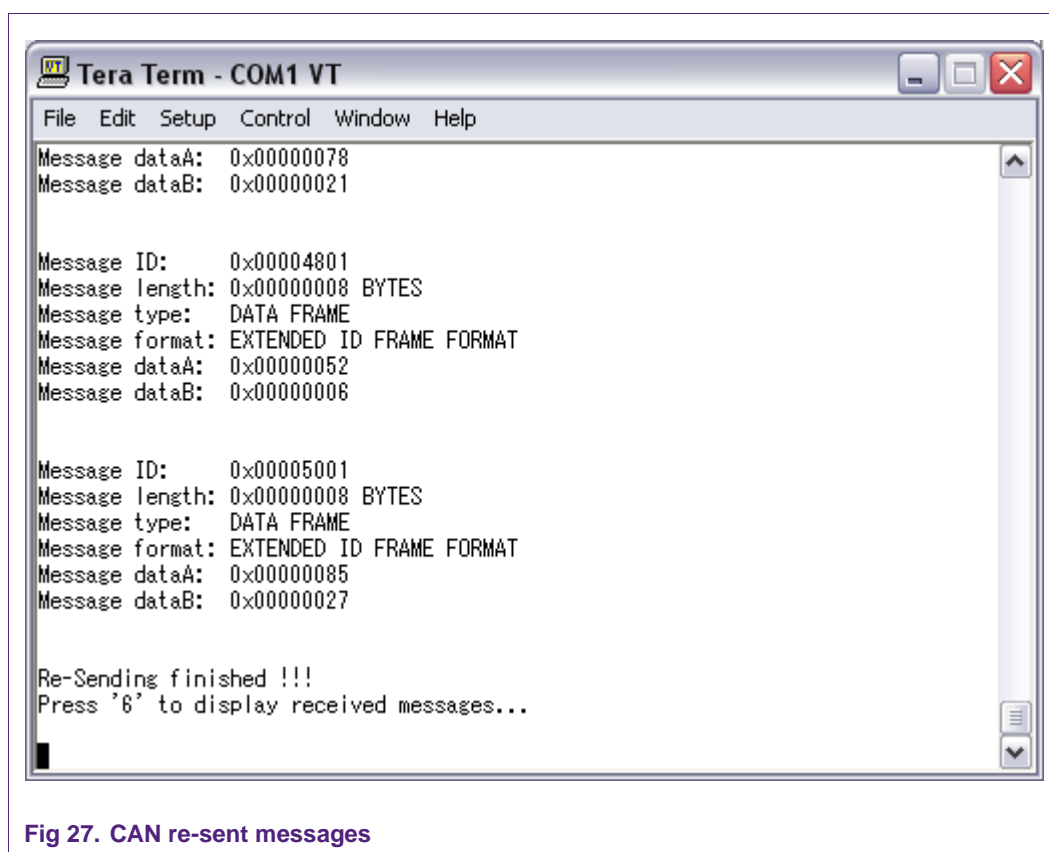 Tera Term - COM1 VT
File Edit Setup Control Window Help
Message dataA: 0x00000078
Message dataB: 0x00000021
Message ID: 0x00004801
Message length: 0x00000008 BYTES
Message type: DATA FRAME
Message format: EXTENDED ID FRAME FORMAT
Message dataA: 0x00000052
Message dataB: 0x00000006
Message ID: 0x00005001
Message length: 0x00000008 BYTES
Message type: DATA FRAME
Message format: EXTENDED ID FRAME FORMAT
Message dataA: 0x00000085
Message dataB: 0x00000027
Re-Sending finished !!!
Press '6' to display received messages...
Fig 27. CAN re-sent messages